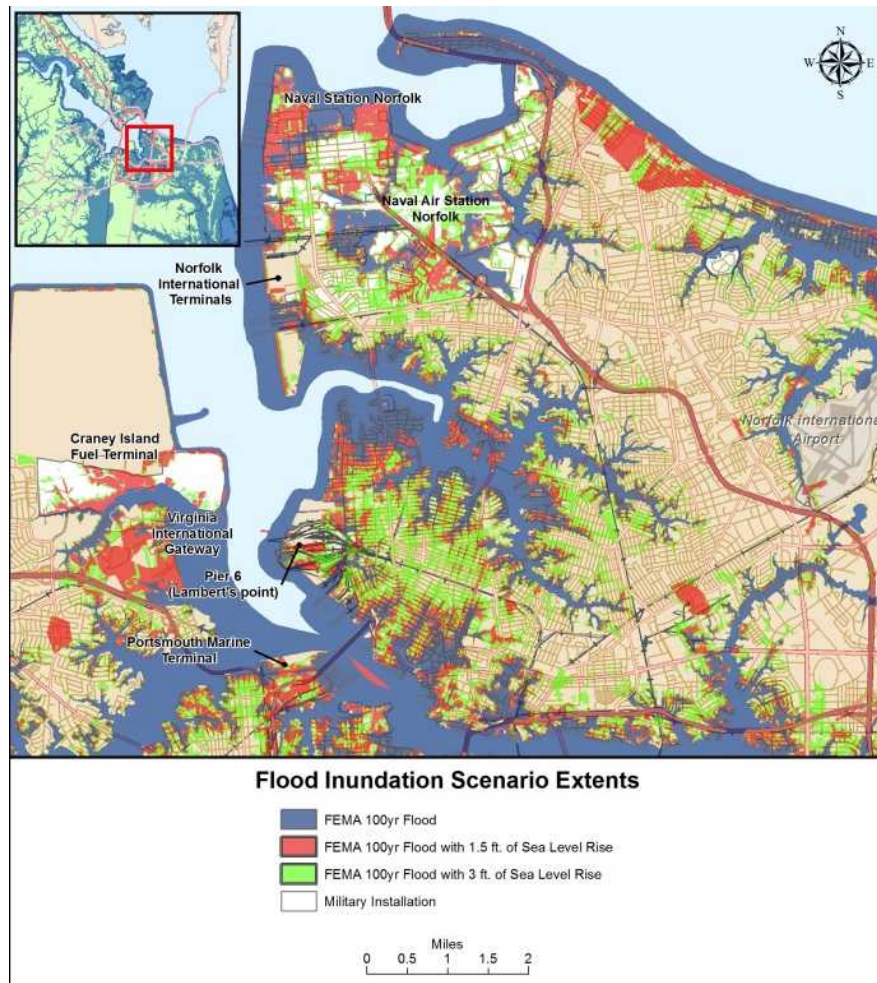 N
W
E
S
Naval Station Norfolk
Naval Air Station
Norfolk
Norfolk
International
Terminals
Norfolk internationa
Airport
Craney Island
Fuel Terminal
Virginia
International
Gateway
Pier 6
(Lambert's point)
Portsmouth Marine
Terminal
Flood Inundation Scenario Extents
FEMA 100yr Flood
FEMA 100yr Flood with 1.5 ft. of Sea Level Rise
FEMA 100yr Flood with 3 ft. of Sea Level Rise
Military Installation
Miles
0 0.5 1 2